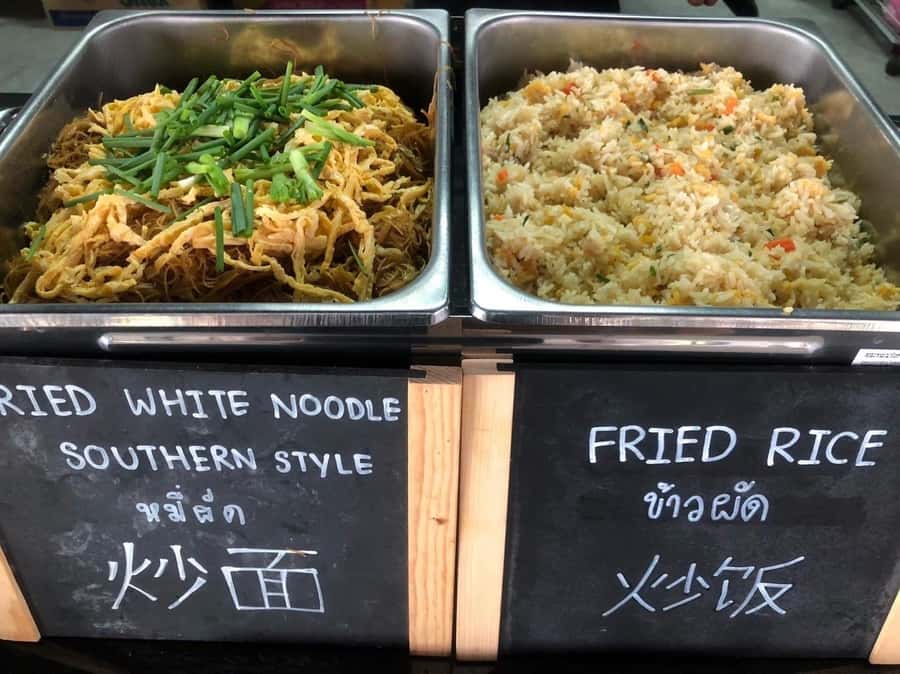 RIED WHITE NOODLE
SOUTHERN STYLE
หมี่ผัด
炒面
FRIED RICE
ข้าวผัด
炒饭